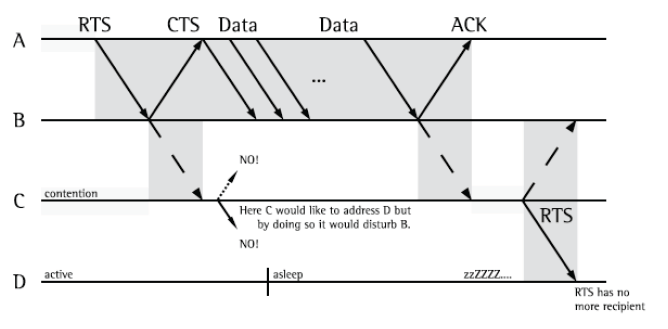 RTS CTS Data Data ACK
A
...
B
NO!
contention
C
Here C would like to address D but
by doing so it would disturb B.
RTS
NO!
D
active asleep zzZZZZ....
RTS has no
more recipient